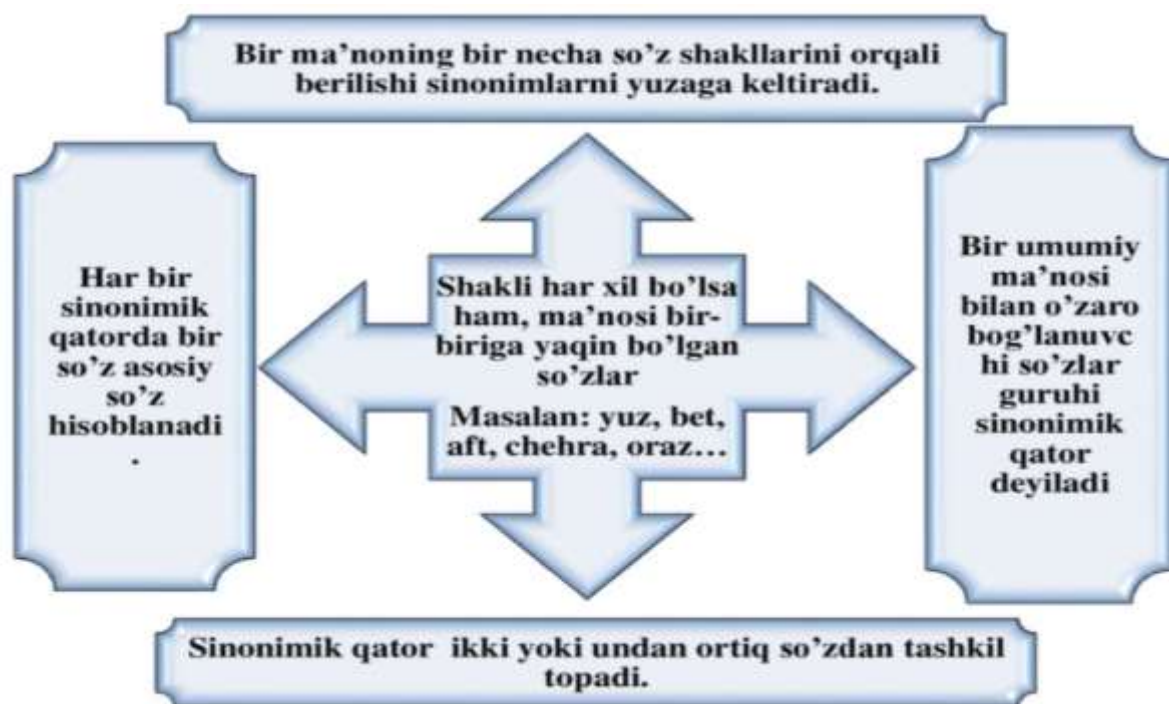 Bir ma’noning bir necha so’z shakllarini orqali
berilishi sinonimlarni yuzaga keltiradi.
Har bir
sinonimik
qatorda bir
so’z asosiy
so’z
hisoblanadi
.
Shakli har xil bo’lsa
ham, ma’nosi bir-
biriga yaqin bo’lgan
so’zlar
Masalan: yuz, bet,
aft, chehra, oraz…
Bir umumiy
ma’nosi
bilan o’zaro
bog’lanuvc
hi so’zlar
guruhi
sinonimik
qator
deyiladi
Sinonimik qator ikki yoki undan ortiq so’zdan tashkil
topadi.